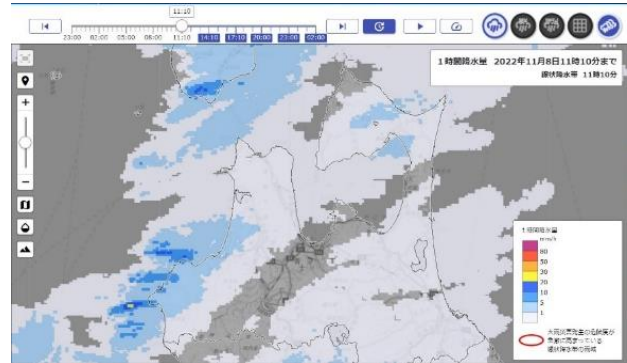 11:10
23:00 02:00 05:00 08:00 11:10 14:10 17:10 20:00 23:00 02:00
1時間降水量 2022年11月8日11時10分まで
線状降水帯 11時10分
1時間降水量
mm/h
80
50
30
20
10
5
1
大雨災害発生の危険度が
急激に高まっている
線状降水帯の雨域